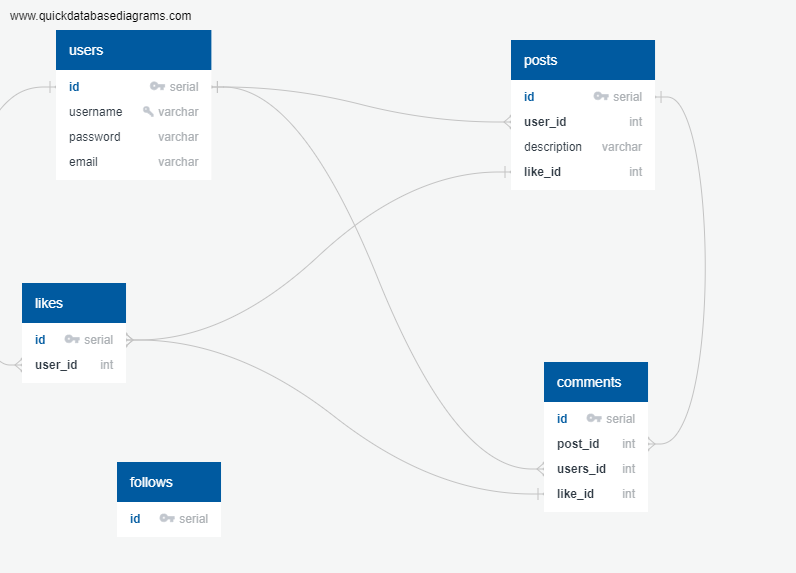 www.quickdatabasediagrams.com
users
id serial
username varchar
password varchar
email varchar
posts
id serial
user_id int
description varchar
like_id int
likes
id serial
user_id int
comments
id serial
post_id int
users_id int
like_id int
follows
id serial